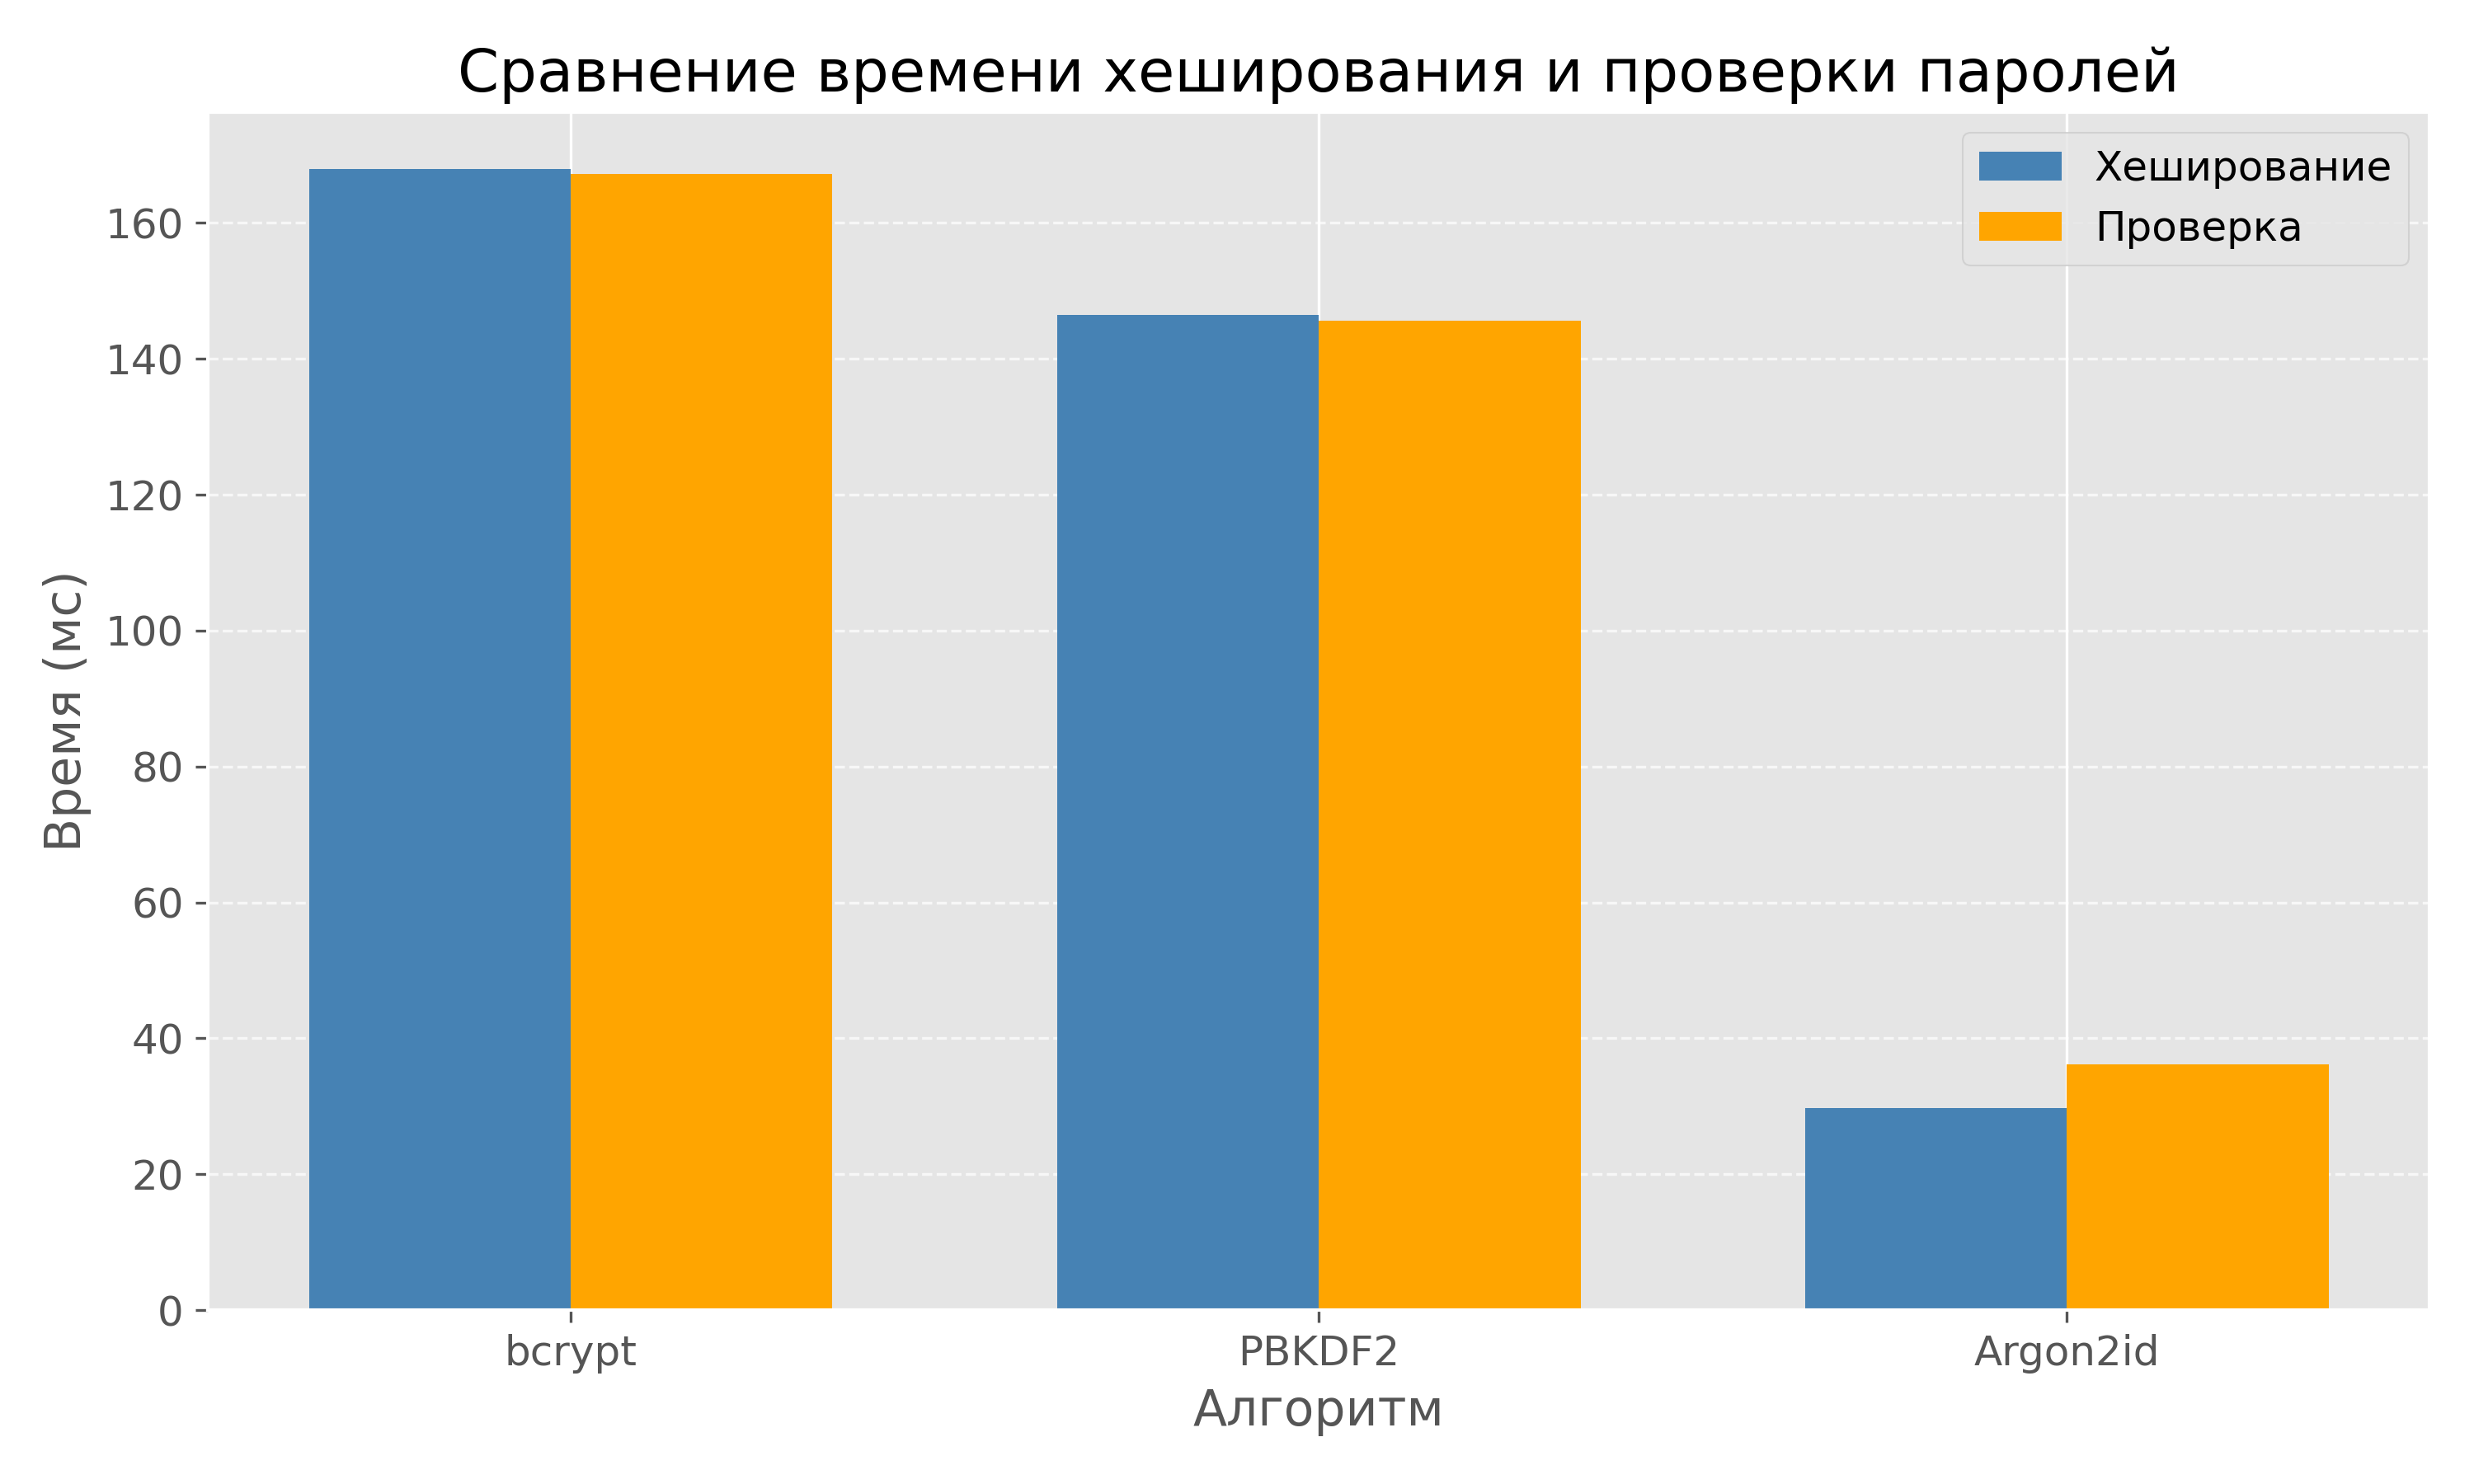 Сравнение времени хеширования и проверки паролей
Хеширование
Проверка
Время (мс)
160
140
120
100
80
60
40
20
0
bcrypt
PBKDF2
Argon2id
Алгоритм